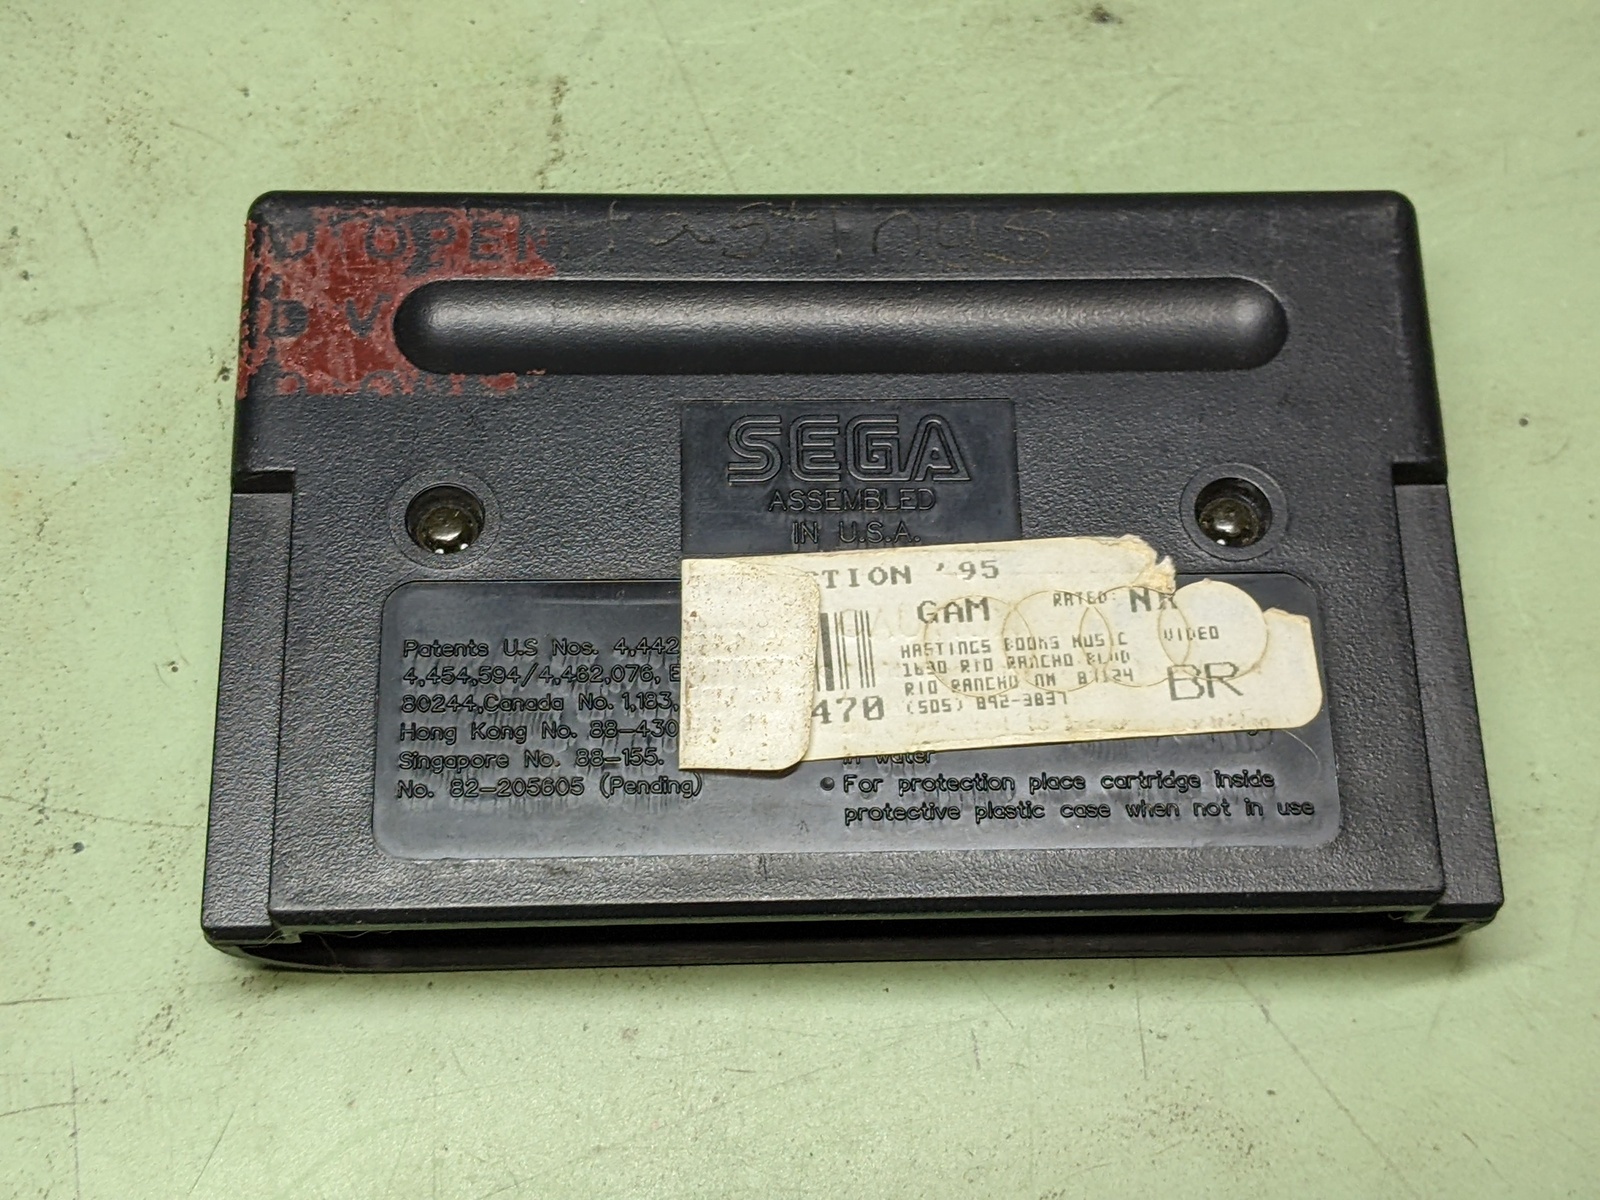 OPEN
Hastings
SEGA
ASSEMBLED
IN U.S.A.
TION '95
GAM RATED: NR
HASTINGS BOOKS MUSIC VIDEO
1630 RIO RANCHO BLVD
RIO RANCHO NM 87124
(505) 892-3837
BR
470
Patents U.S Nos. 4,442
4,454,594/4,462,076, E
80244,Canada No. 1,183,
Hong Kong No. 88-430
Singapore No. 88-155.
No. 82-205605 (Pending)
in water
● For protection place cartridge inside
protective plastic case when not in use